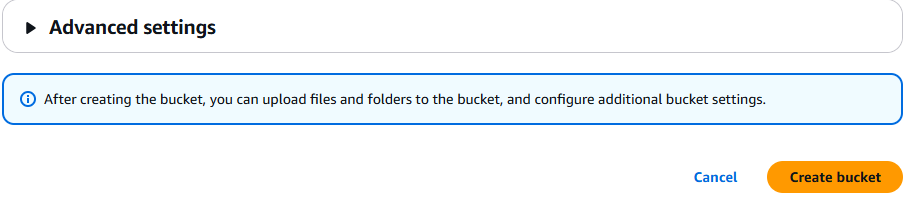 Advanced settings
After creating the bucket, you can upload files and folders to the bucket, and configure additional bucket settings.
Cancel
Create bucket